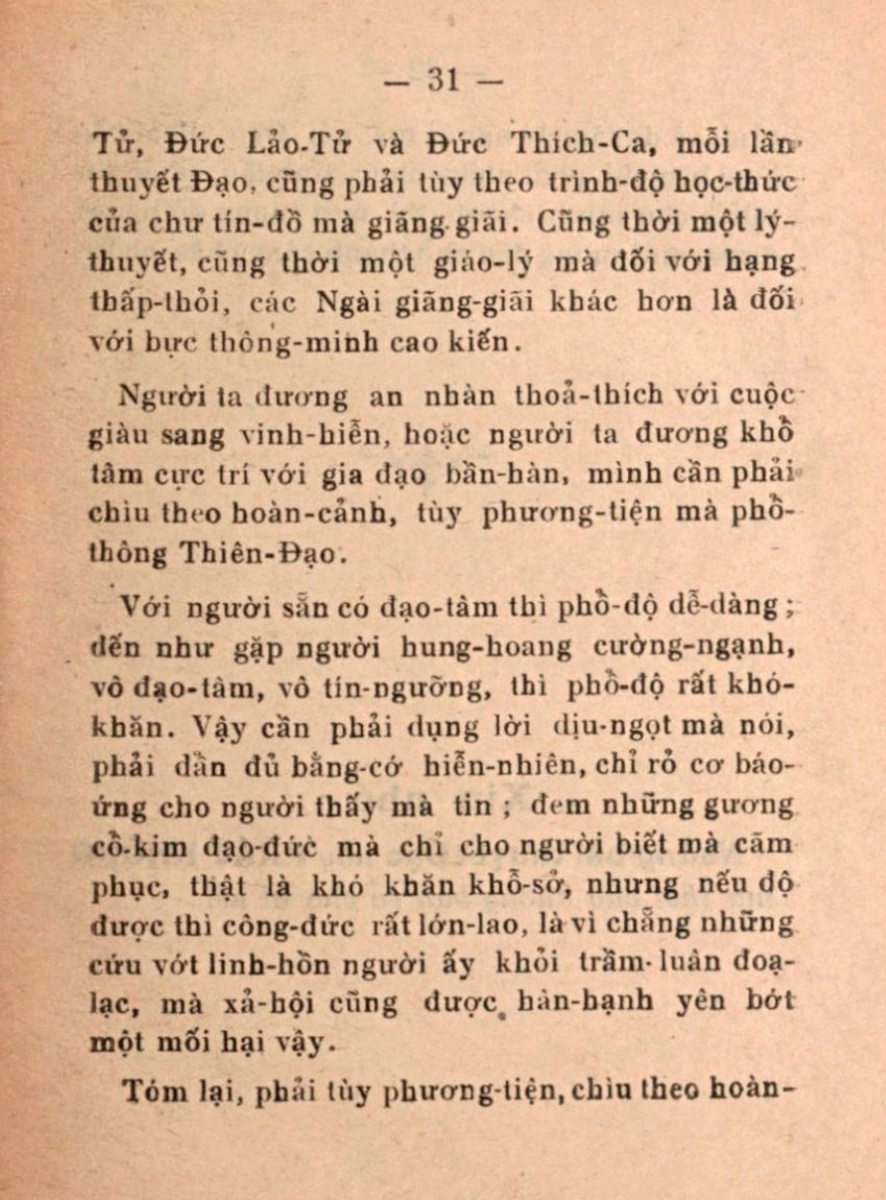 — 31 —
Tử, Đức Lảo-Tử và Đức Thích-Ca, mỗi lần
thuyết Đạo, cũng phải tùy theo trình-độ học-thức
của chư tín-đồ mà giãng-giãi. Cũng thời một lý-
thuyết, cũng thời một giáo-lý mà đối với hạng
thấp-thỏi, các Ngài giãng-giãi khác hơn là đối
với bực thông-minh cao kiến.
Người ta đương an nhàn thoả-thích với cuộc
giàu sang vinh-hiễn, hoặc người ta đương khổ
tâm cực trí với gia đạo bần-hàn, mình cần phải
chìu theo hoàn-cảnh, tùy phương-tiện mà phổ-
thông Thiên-Đạo.
Với người sẵn có đạo-tâm thì phổ-độ dễ-dàng ;
đến như gặp người hung-hoang cường-ngạnh,
vô đạo-tâm, vô tín-ngưỡng, thì phổ-độ rất khó-
khăn. Vậy cần phải dụng lời dịu-ngọt mà nói,
phải dẫn đủ bằng-cớ hiễn-nhiên, chỉ rỏ cơ báo-
ứng cho người thấy mà tin ; đem những gương
cổ-kim đạo-đức mà chỉ cho người biết mà cãm
phục, thật là khó khăn khỗ-sở, nhưng nếu độ
được thì công-đức rất lớn-lao, là vì chẵng những
cứu vớt linh-hồn người ấy khỏi trầm-luân đoạ-
lạc, mà xả-hội cũng được hân-hạnh yên bớt
một mối hại vậy.
Tóm lại, phải tùy phương-tiện, chìu theo hoàn-